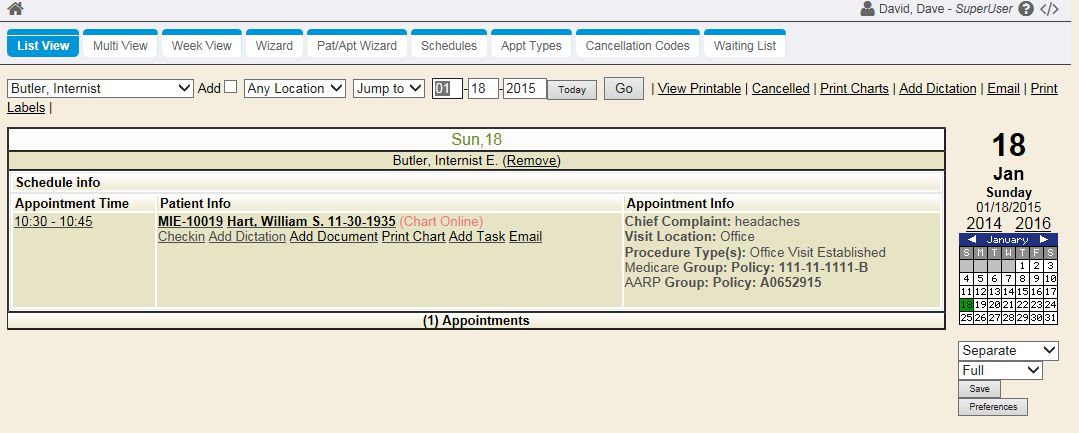 David, Dave - SuperUser ? </>
List View Multi View Week View Wizard Pat/Apt Wizard Schedules Appt Types Cancellation Codes Waiting List
Butler, Internist Add Any Location Jump to 01-18-2015 Today Go | View Printable | Cancelled | Print Charts | Add Dictation | Email | Print
Labels |
Sun,18
Butler, Internist E. (Remove)
Schedule info
Appointment Time Patient Info Appointment Info
10:30 - 10:45 MIE-10019 Hart, William S. 11-30-1935 (Chart Online) Chief Complaint: headaches
Checkin Add Dictation Add Document Print Chart Add Task Email Visit Location: Office
Procedure Type(s): Office Visit Established
Medicare Group: Policy: 111-11-1111-B
AARP Group: Policy: A0652915
(1) Appointments
18
Jan
Sunday
01/18/2015
2014 2016
January
S M T W T F S
1 2 3
4 5 6 7 8 9 10
11 12 13 14 15 16 17
18 19 20 21 22 23 24
25 26 27 28 29 30 31
Separate
Full
Save
Preferences